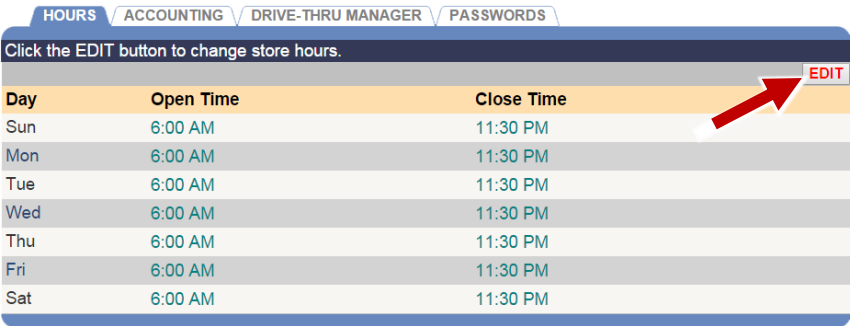 HOURS ACCOUNTING DRIVE-THRU MANAGER PASSWORDS
Click the EDIT button to change store hours.
EDIT
Day Open Time Close Time
Sun 6:00 AM 11:30 PM
Mon 6:00 AM 11:30 PM
Tue 6:00 AM 11:30 PM
Wed 6:00 AM 11:30 PM
Thu 6:00 AM 11:30 PM
Fri 6:00 AM 11:30 PM
Sat 6:00 AM 11:30 PM